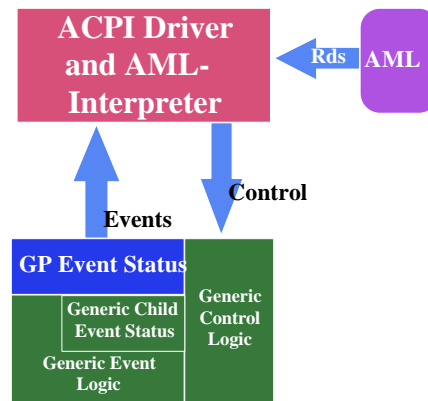 ACPI Driver
and AML-
Interpreter
Rds
AML
Control
Events
GP Event Status
Generic Child
Event Status
Generic Event
Logic
Generic
Control
Logic